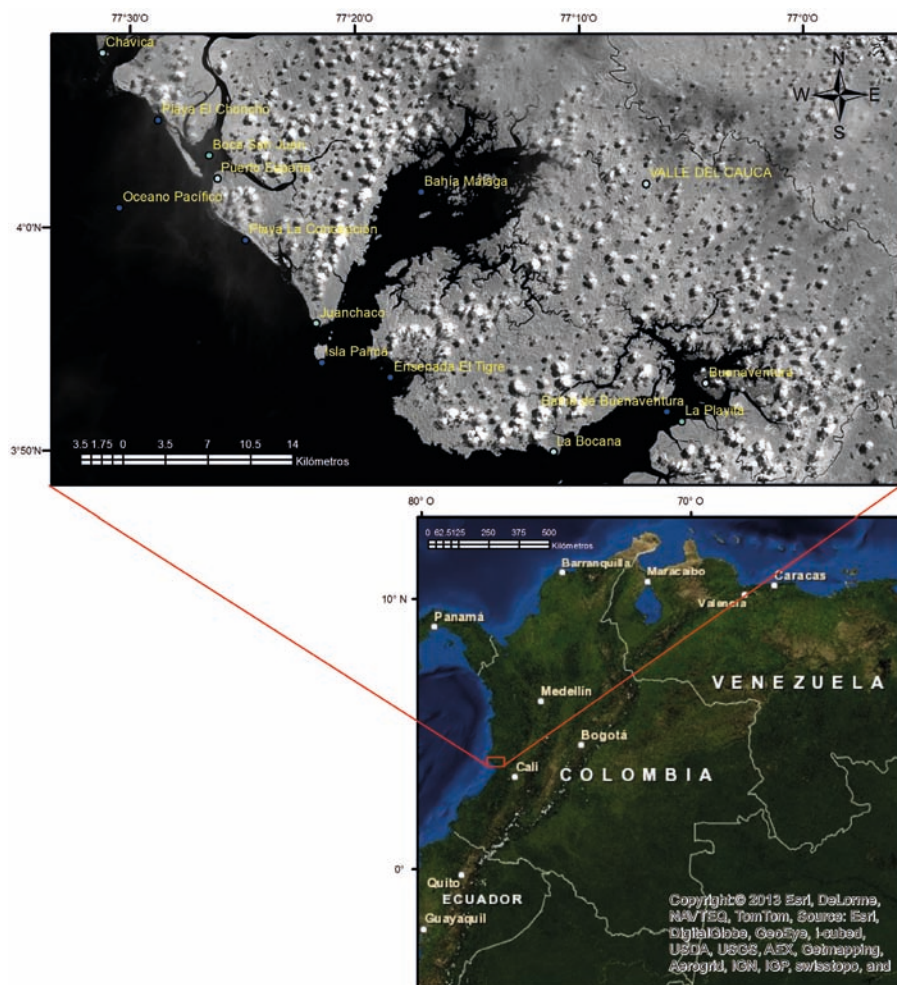 77°30' 77°20' 77°10' 77°0'
Chavica
N
W E
S
Playa El Choncho
Boca San Juan
Puerto España
VALLE DEL CAUCA
Bahía Málaga
Oceano Pacífico
4°0'N
Playa La Concepción
Juanchaco
Isla Palma
Ensenada El Tigre
Buenaventura
Bahía de Buenaventura
La Playita
La Bocana
3.5 1.75 0 3.5 7 10.5 14
Kilómetros
3°50'N
80° O 70° O
0 62.5125 250 375 500
Kilómetros
Barranquilla
Maracaibo
Caracas
Valencia
10° N
Panamá
VENEZUELA
Medellín
Bogotá
Cali
COLOMBIA
0°
Quito
ECUADOR
Guayaquil
Copyright:© 2013 Esri, DeLorme,
NAVTEQ, TomTom, Source: Esri,
DigitalGlobe, GeoEye, i-cubed,
USDA, USGS, AEX, Getmapping,
Aerogrid, IGN, IGP, swisstopo, and